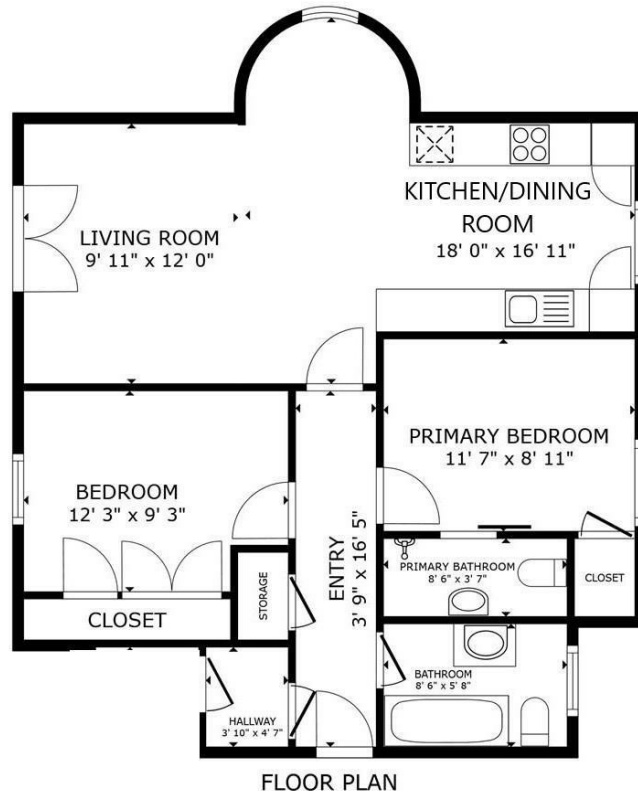 KITCHEN/DINING
ROOM
18' 0" x 16' 11"
LIVING ROOM
9' 11" x 12' 0"
PRIMARY BEDROOM
11' 7" x 8' 11"
BEDROOM
12' 3" x 9' 3"
ENTRY
3' 9" x 16' 5"
PRIMARY BATHROOM
8' 6" x 3' 7"
CLOSET
STORAGE
CLOSET
BATHROOM
8' 6" x 5' 8"
HALLWAY
3' 10" x 4' 7"
FLOOR PLAN